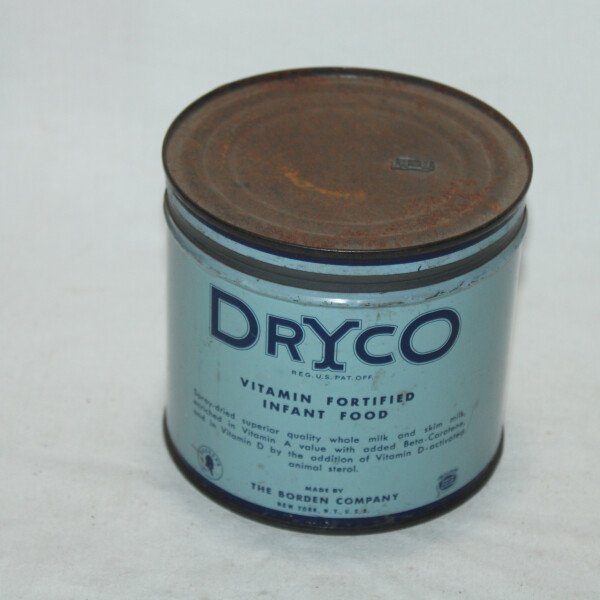 DRYCO
REG. U.S. PAT. OFF.
VITAMIN FORTIFIED
INFANT FOOD
Spray-dried superior quality whole milk and skim milk,
enriched in Vitamin A value with added Beta-Carotene,
and in Vitamin D by the addition of Vitamin D-activated
animal sterol.
MADE BY
THE BORDEN COMPANY
NEW YORK, N.Y., U.S.A.